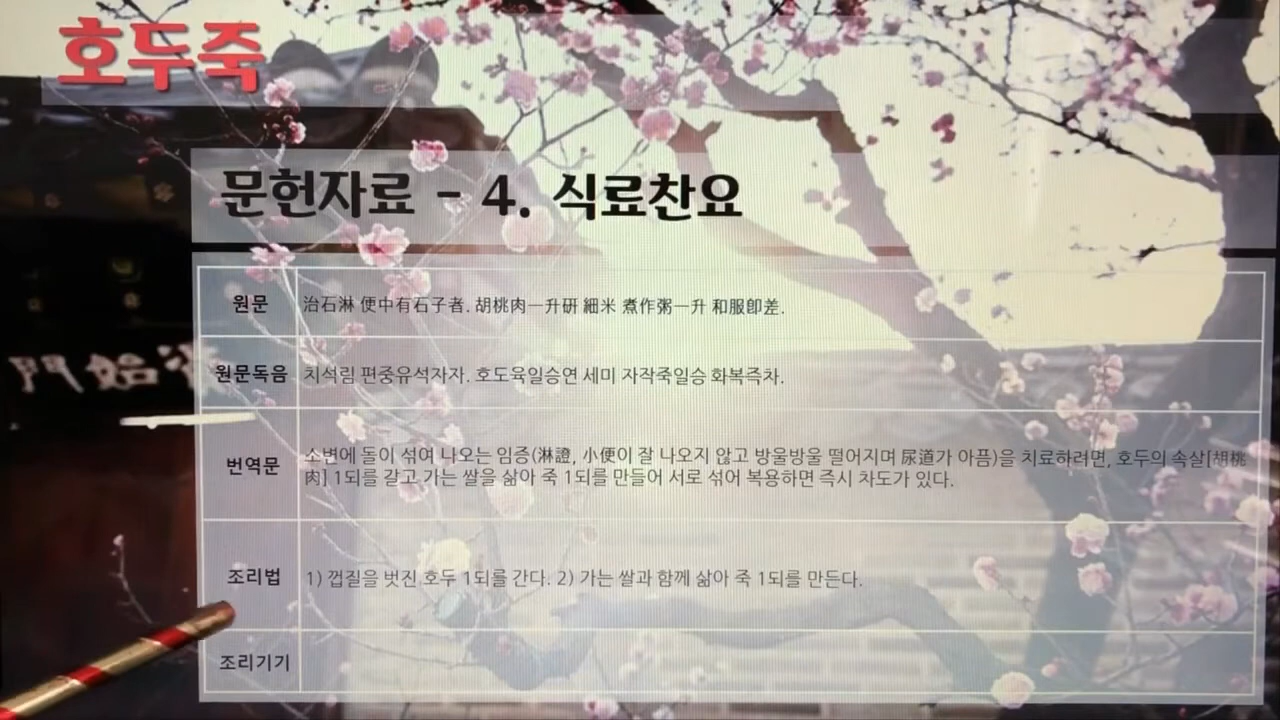 호두죽
문헌자료 - 4. 식료찬요
원문 治石淋 便中有石子者. 胡桃肉一升研 細米 煮作粥一升 和服卽差.
원문독음 치석림 편중유석자자. 호도육일승연 세미 자작죽일승 화복즉차.
번역문 소변에 돌이 섞여 나오는 임증(淋證, 小便이 잘 나오지 않고 방울방울 떨어지며 尿道가 아픔)을 치료하려면, 호두의 속살[胡桃
肉] 1되를 갈고 가는 쌀을 삶아 죽 1되를 만들어 서로 섞어 복용하면 즉시 차도가 있다.
조리법 1) 껍질을 벗진 호두 1되를 간다. 2) 가는 쌀과 함께 삶아 죽 1되를 만든다.
조리기기
門始